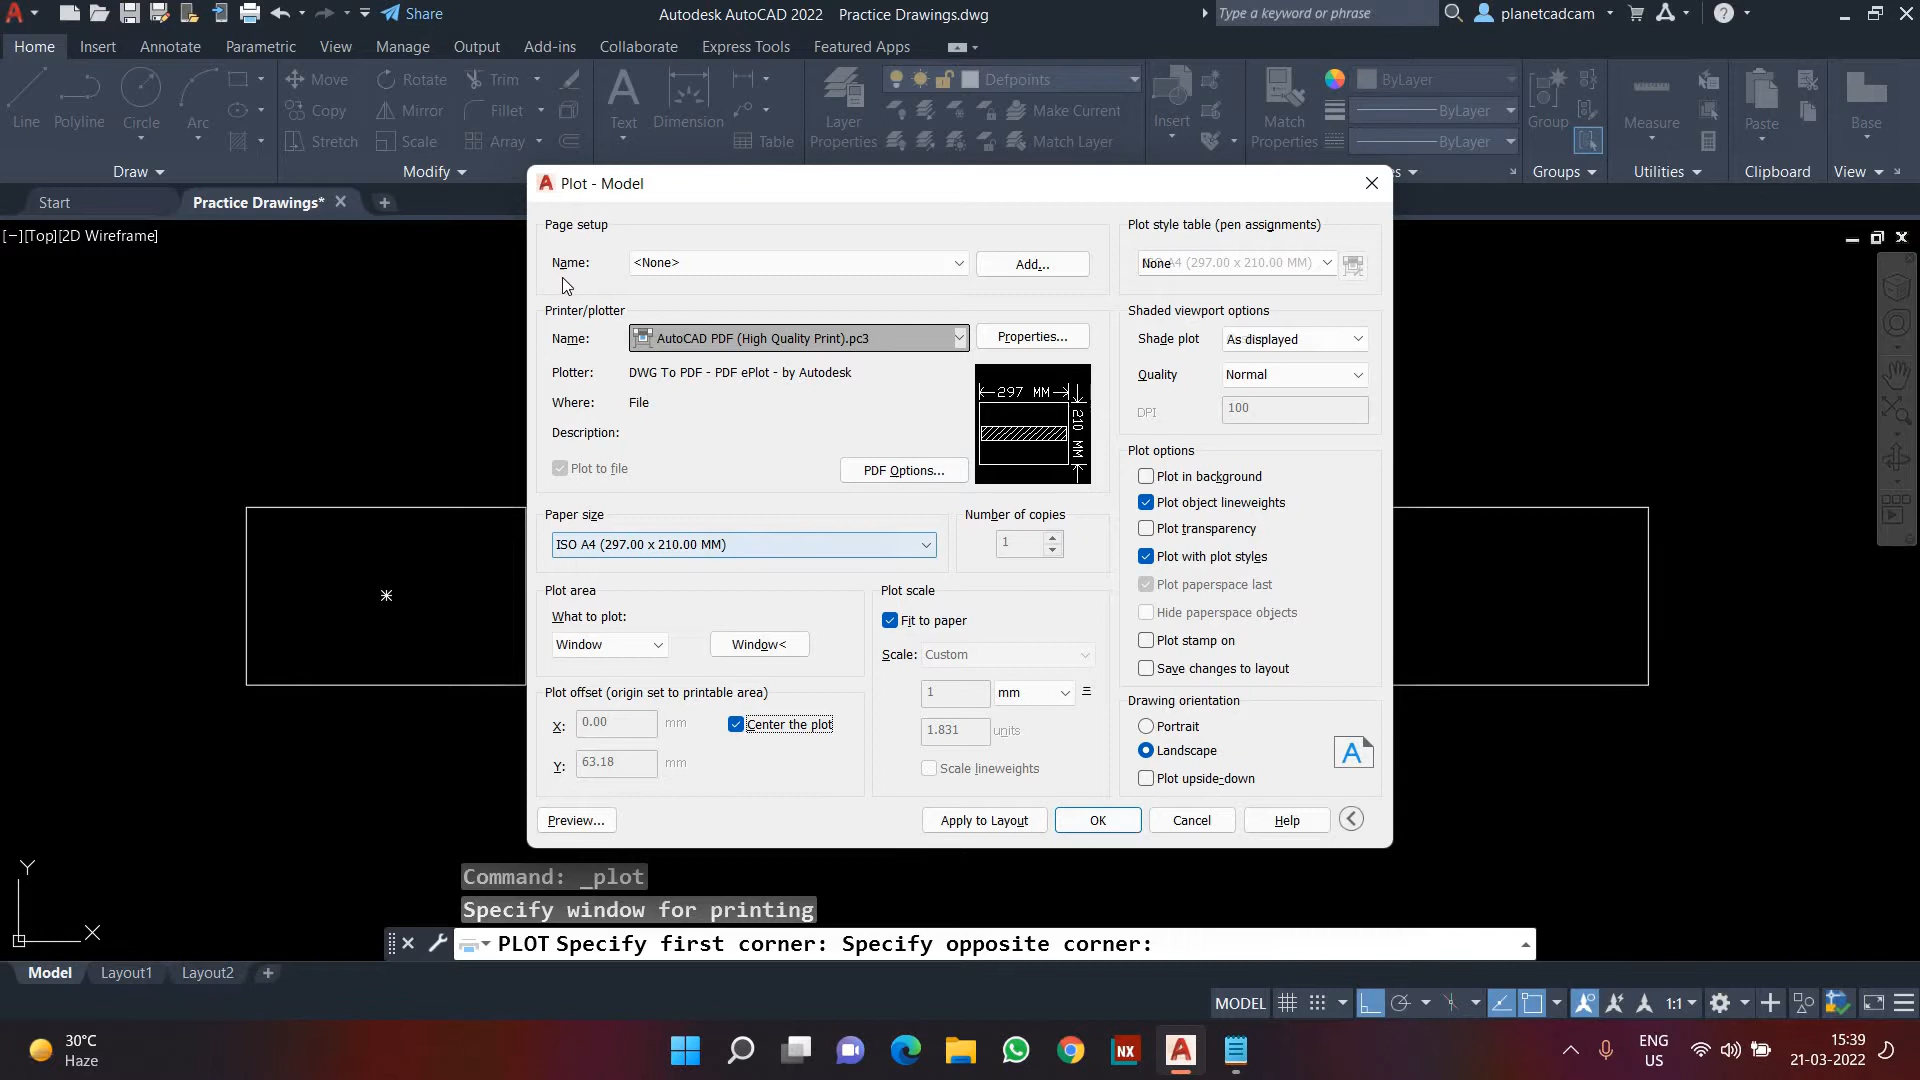 Share
Autodesk AutoCAD 2022 Practice Drawings.dwg
Type a keyword or phrase
planetcadcam
Home Insert Annotate Parametric View Manage Output Add-ins Collaborate Express Tools Featured Apps
Line Polyline Circle Arc
Move Rotate Trim
Copy Mirror Fillet
Stretch Scale Array
Text Dimension Table
Layer Properties
Defpoints
Make Current
Match Layer
Insert
Match Properties
ByLayer
ByLayer
ByLayer
Group
Measure
Paste
Base
Draw Modify Groups Utilities Clipboard View
Start Practice Drawings*
[−][Top][2D Wireframe]
Plot - Model
Page setup
Name: <None> Add...
Printer/plotter
Name: AutoCAD PDF (High Quality Print).pc3 Properties...
Plotter: DWG To PDF - PDF ePlot - by Autodesk
Where: File
Description:
Plot to file PDF Options...
297 MM
210 MM
Paper size
ISO A4 (297.00 x 210.00 MM)
Number of copies
1
Plot area
What to plot:
Window Window<
Plot offset (origin set to printable area)
X: 0.00 mm Center the plot
Y: 63.18 mm
Plot scale
Fit to paper
Scale: Custom
1 mm =
1.831 units
Scale lineweights
Plot style table (pen assignments)
None
Shaded viewport options
Shade plot As displayed
Quality Normal
DPI 100
Plot options
Plot in background
Plot object lineweights
Plot transparency
Plot with plot styles
Plot paperspace last
Hide paperspace objects
Plot stamp on
Save changes to layout
Drawing orientation
Portrait
Landscape
Plot upside-down
A
Preview... Apply to Layout OK Cancel Help
Command: _plot
Specify window for printing
PLOT Specify first corner: Specify opposite corner:
Y
X
Model Layout1 Layout2
MODEL 1:1
30°C
Haze
NX
ENG
US
15:39
21-03-2022